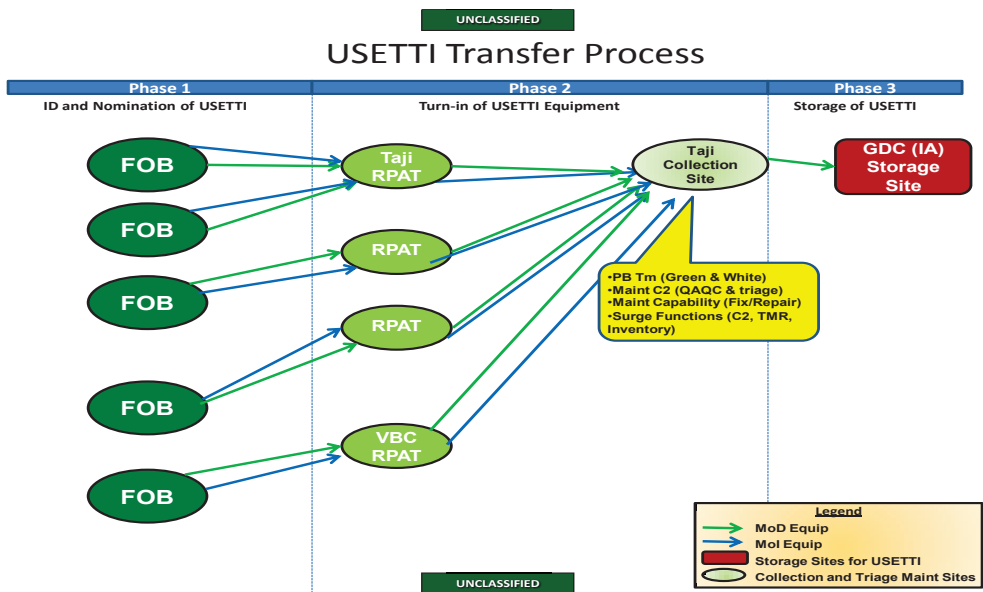 UNCLASSIFIED
USETTI Transfer Process
Phase 1
Phase 2
Phase 3
ID and Nomination of USETTI
Turn-in of USETTI Equipment
Storage of USETTI
FOB
FOB
FOB
FOB
FOB
Taji
RPAT
RPAT
RPAT
VBC
RPAT
Taji
Collection
Site
GDC (IA)
Storage
Site
•PB Tm (Green & White)
•Maint C2 (QAQC & triage)
•Maint Capability (Fix/Repair)
•Surge Functions (C2, TMR,
Inventory)
Legend
MoD Equip
MoI Equip
Storage Sites for USETTI
Collection and Triage Maint Sites
UNCLASSIFIED